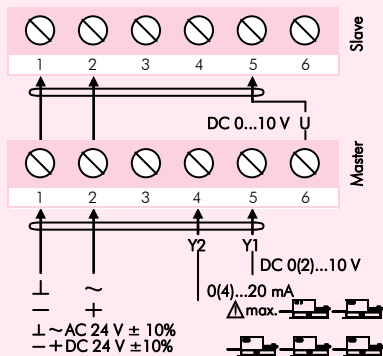 Slave
1 2 3 4 5 6
DC 0...10 V U
Master
1 2 3 4 5 6
Y2 Y1
DC 0(2)...10 V
⊥ ~ 0(4)...20 mA
− + max.
⊥ ~ AC 24 V ± 10%
− + DC 24 V ±10%